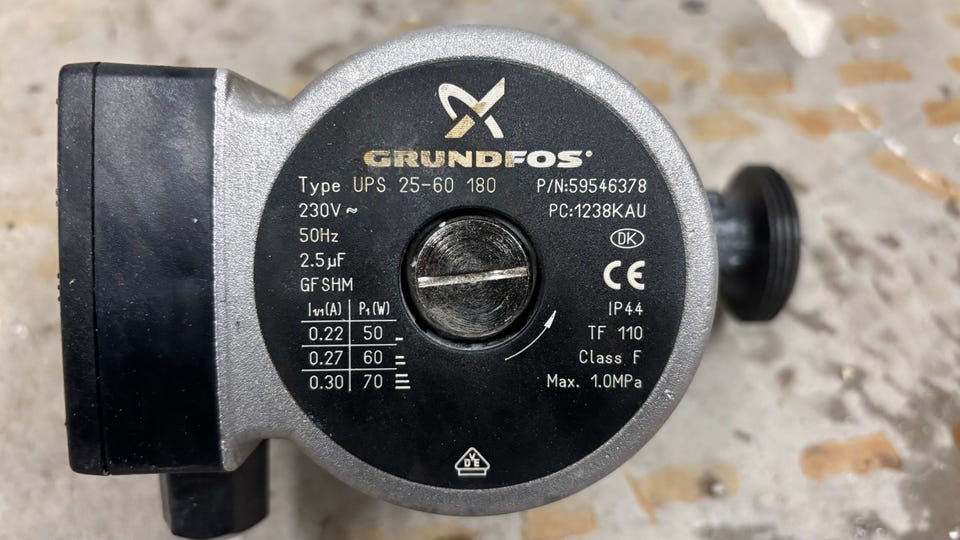 GRUNDFOS®
Type UPS 25-60 180 P/N:59546378
230V ~ PC:1238KAU
50Hz DK
2.5µF CE
GFSHM IP44
I1/1(A) P1(W) TF 110
0.22 50
0.27 60 Class F
0.30 70 Max. 1.0MPa
VDE